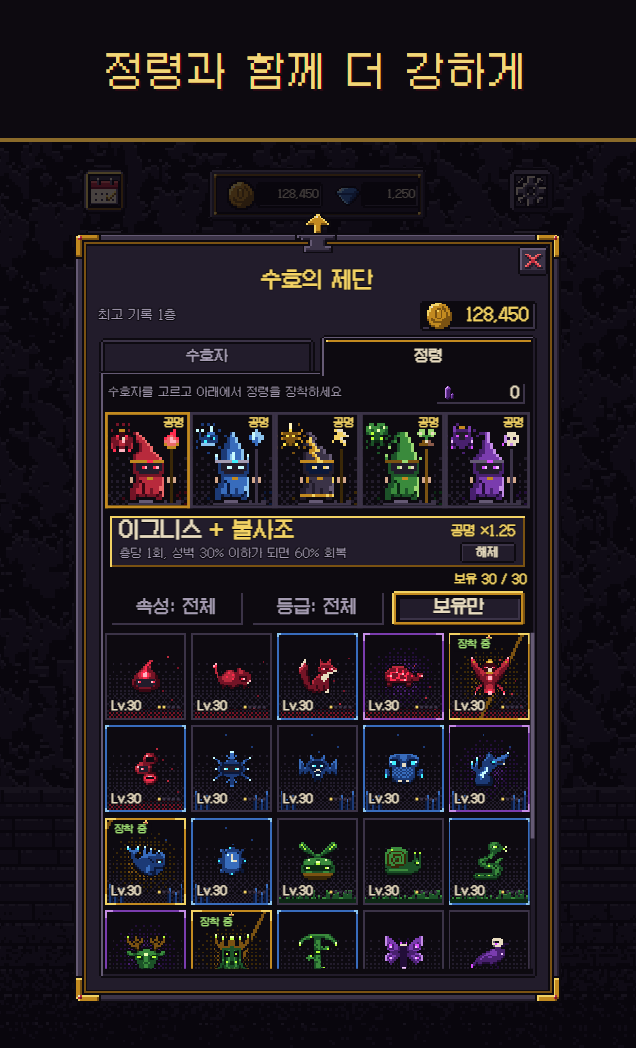 정령과 함께 더 강하게
128,450 1,250
수호의 제단
최고 기록 1층
128,450
수호자 정령
수호자를 고르고 아래에서 정령을 장착하세요 0
공명 공명 공명 공명 공명
이그니스 + 불사조 공명 ×1.25
층당 1회, 성벽 30% 이하가 되면 60% 회복 해제
보유 30 / 30
속성: 전체 등급: 전체 보유만
장착 중
Lv.30 Lv.30 Lv.30 Lv.30 Lv.30
Lv.30 Lv.30 Lv.30 Lv.30 Lv.30
장착 중
Lv.30 Lv.30 Lv.30 Lv.30 Lv.30
장착 중